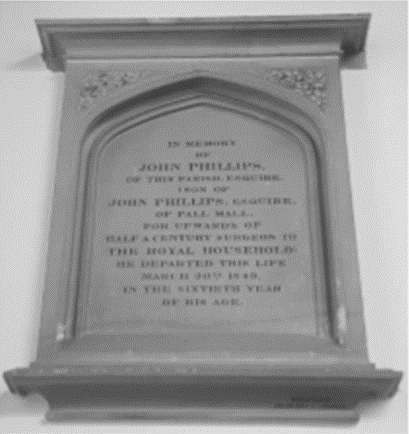 IN MEMORY
OF
JOHN PHILLIPS,
OF THIS PARISH, ESQUIRE,
(SON OF
JOHN PHILLIPS, ESQUIRE,
OF PALL MALL,
FOR UPWARDS OF
HALF A CENTURY SURGEON TO
THE ROYAL HOUSEHOLD)
HE DEPARTED THIS LIFE
MARCH 20TH 1849,
IN THE SIXTIETH YEAR
OF HIS AGE.